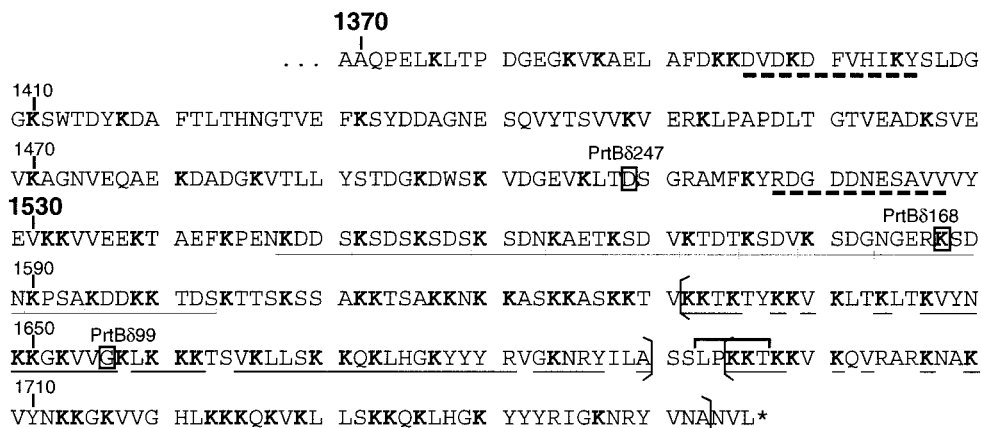 1370
... AAQPELKLTP DGEGKVKAEL AFDKKDVDKD FVHIKYSLDG
1410
GKSWTDYKDA FTLTHNGTVE FKSYDDAGNE SQVYTSVVKV ERKLPAPDLT GTVEADKSVE
1470
PrtBδ247
VKAGNVEQAE KDADGKVTLL YSTDGKDWSK VDGEVKLTDS GRAMFKYRDG DDNESAVVVY
1530
PrtBδ168
EVKKVVEEKT AEFKPENKDD SKSDSKSDSK SDNKAETKSD VKTDTKSDVK SDGNGERKSD
1590
NKPSAKDDKK TDSKTTSKSS AKKTSAKKNK KASKKASKKT VKKTKTYKKV KLTKLTKVYN
1650
PrtBδ99
KKGKVVGKLK KKTSVKLLSK KQKLHGKYYY RVGKNRYILA SSLPKKTKKV KQVRARKNAK
1710
VYNKKGKVVG HLKKKQKVKL LSKKQKLHGK YYYRIGKNRY VNANVL*